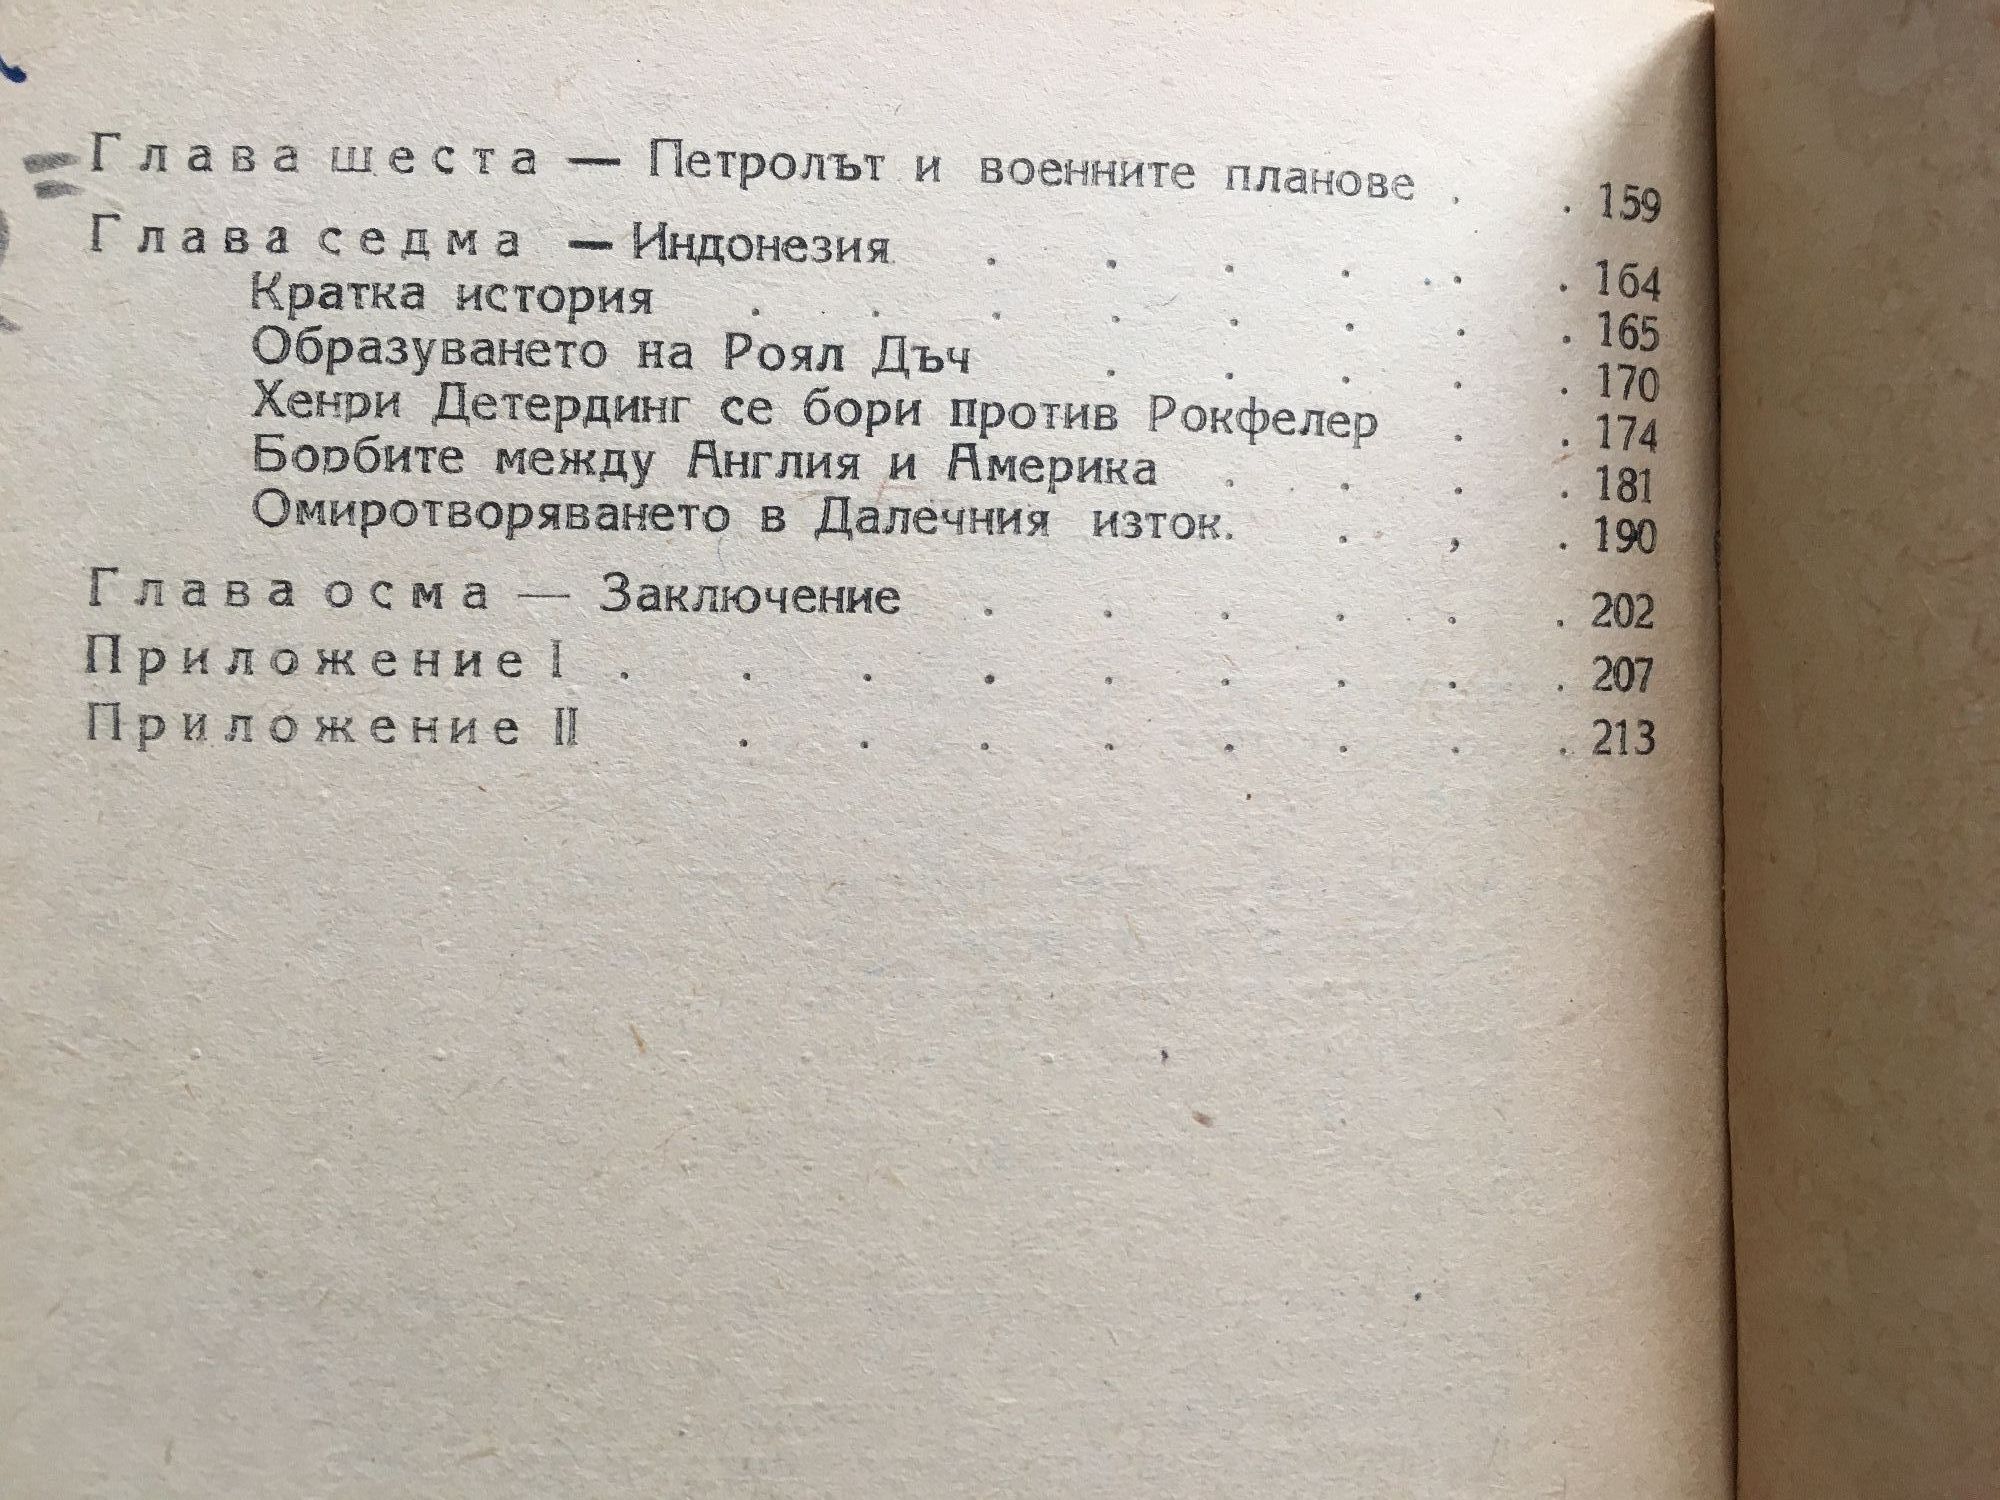 Глава шеста — Петролът и военните планове . . 159
Глава седма — Индонезия . . . . . . 164
Кратка история . . . . . . . . 165
Образуването на Роял Дъч . . . . . 170
Хенри Детердинг се бори против Рокфелер . . 174
Борбите между Англия и Америка . . . . 181
Омиротворяването в Далечния изток. . , . 190
Глава осма — Заключение . . . . . . 202
Приложение I . . . . . . . . . 207
Приложение II . . . . . . . . 213